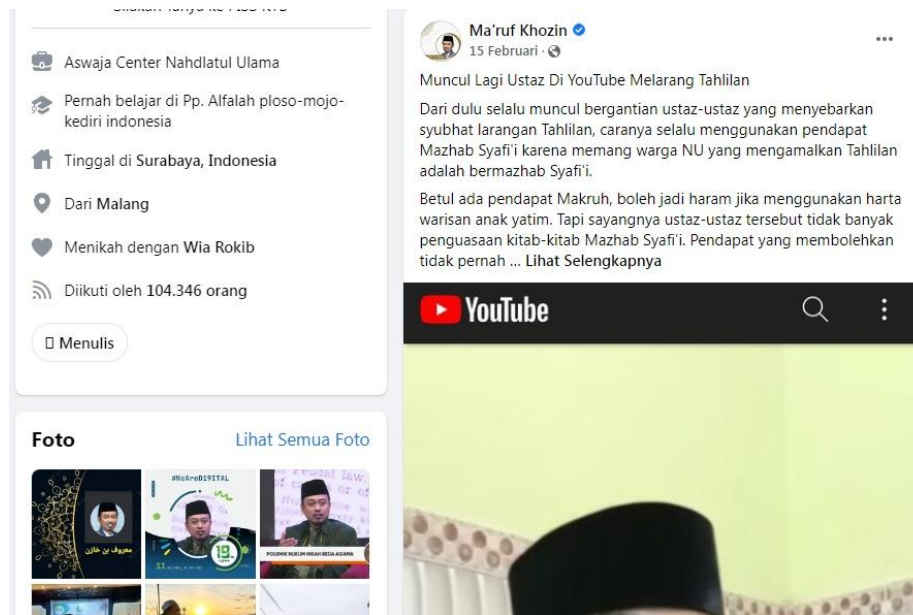 Aswaja Center Nahdlatul Ulama
Pernah belajar di Pp. Alfalah ploso-mojo-
kediri indonesia
Tinggal di Surabaya, Indonesia
Dari Malang
Menikah dengan Wia Rokib
Diikuti oleh 104.346 orang
Menulis
Foto
Lihat Semua Foto
#WeAreD19ITAL
معروف بن خازن
19
POLEMIK HUKUM NIKAH BEDA AGAMA
Ma'ruf Khozin
15 Februari ·
Muncul Lagi Ustaz Di YouTube Melarang Tahlilan
Dari dulu selalu muncul bergantian ustaz-ustaz yang menyebarkan
syubhat larangan Tahlilan, caranya selalu menggunakan pendapat
Mazhab Syafi'i karena memang warga NU yang mengamalkan Tahlilan
adalah bermazhab Syafi'i.
Betul ada pendapat Makruh, boleh jadi haram jika menggunakan harta
warisan anak yatim. Tapi sayangnya ustaz-ustaz tersebut tidak banyak
penguasaan kitab-kitab Mazhab Syafi'i. Pendapat yang membolehkan
tidak pernah ... Lihat Selengkapnya
YouTube